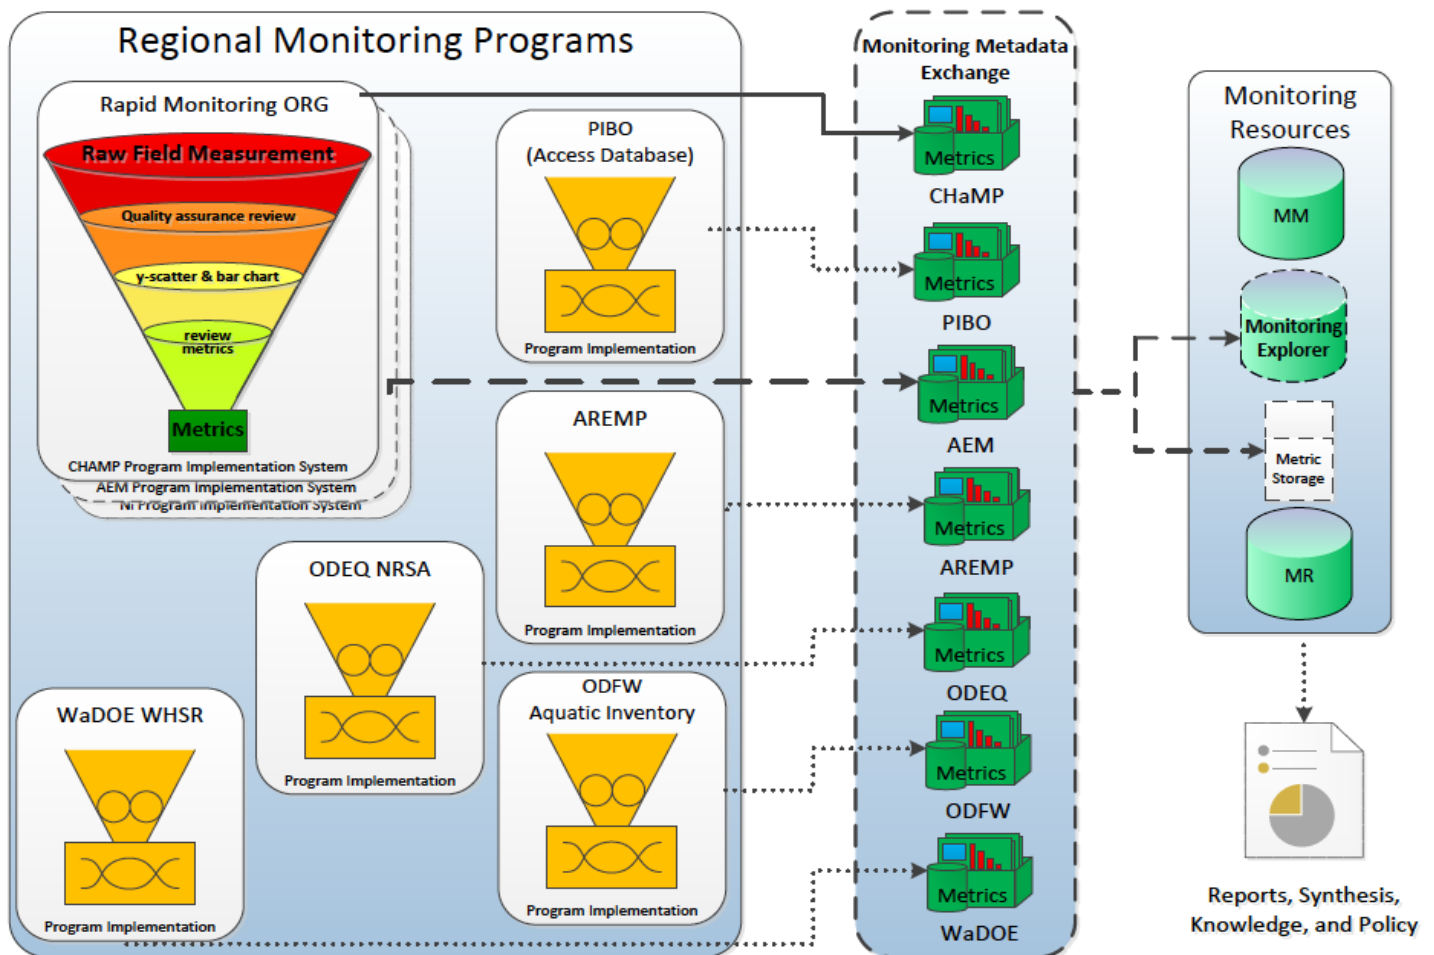 Regional Monitoring Programs
Rapid Monitoring ORG
Raw Field Measurement
Quality assurance review
y-scatter & bar chart
review
metrics
Metrics
CHAMP Program Implementation System
AEM Program Implementation System
Ni Program Implementation System
PIBO
(Access Database)
Program Implementation
AREMP
Program Implementation
ODEQ NRSA
Program Implementation
ODFW
Aquatic Inventory
Program Implementation
WaDOE WHSR
Program Implementation
Monitoring Metadata
Exchange
Metrics
CHaMP
Metrics
PIBO
Metrics
AEM
Metrics
AREMP
Metrics
ODEQ
Metrics
ODFW
Metrics
WaDOE
Monitoring
Resources
MM
Monitoring
Explorer
Metric
Storage
MR
Reports, Synthesis,
Knowledge, and Policy